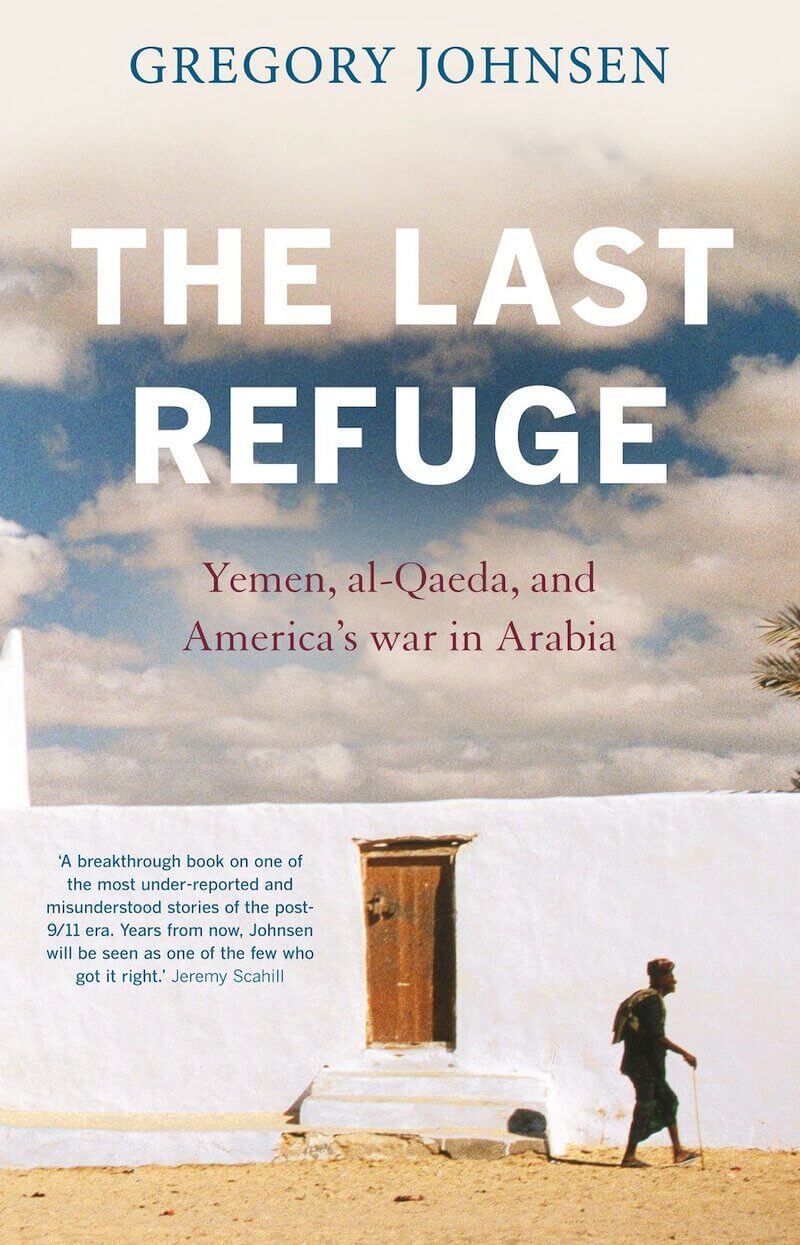 GREGORY JOHNSEN
THE LAST
REFUGE
Yemen, al-Qaeda, and
America's war in Arabia
‘A breakthrough book on one of
the most under-reported and
misunderstood stories of the post-
9/11 era. Years from now, Johnsen
will be seen as one of the few who
got it right.’ Jeremy Scahill